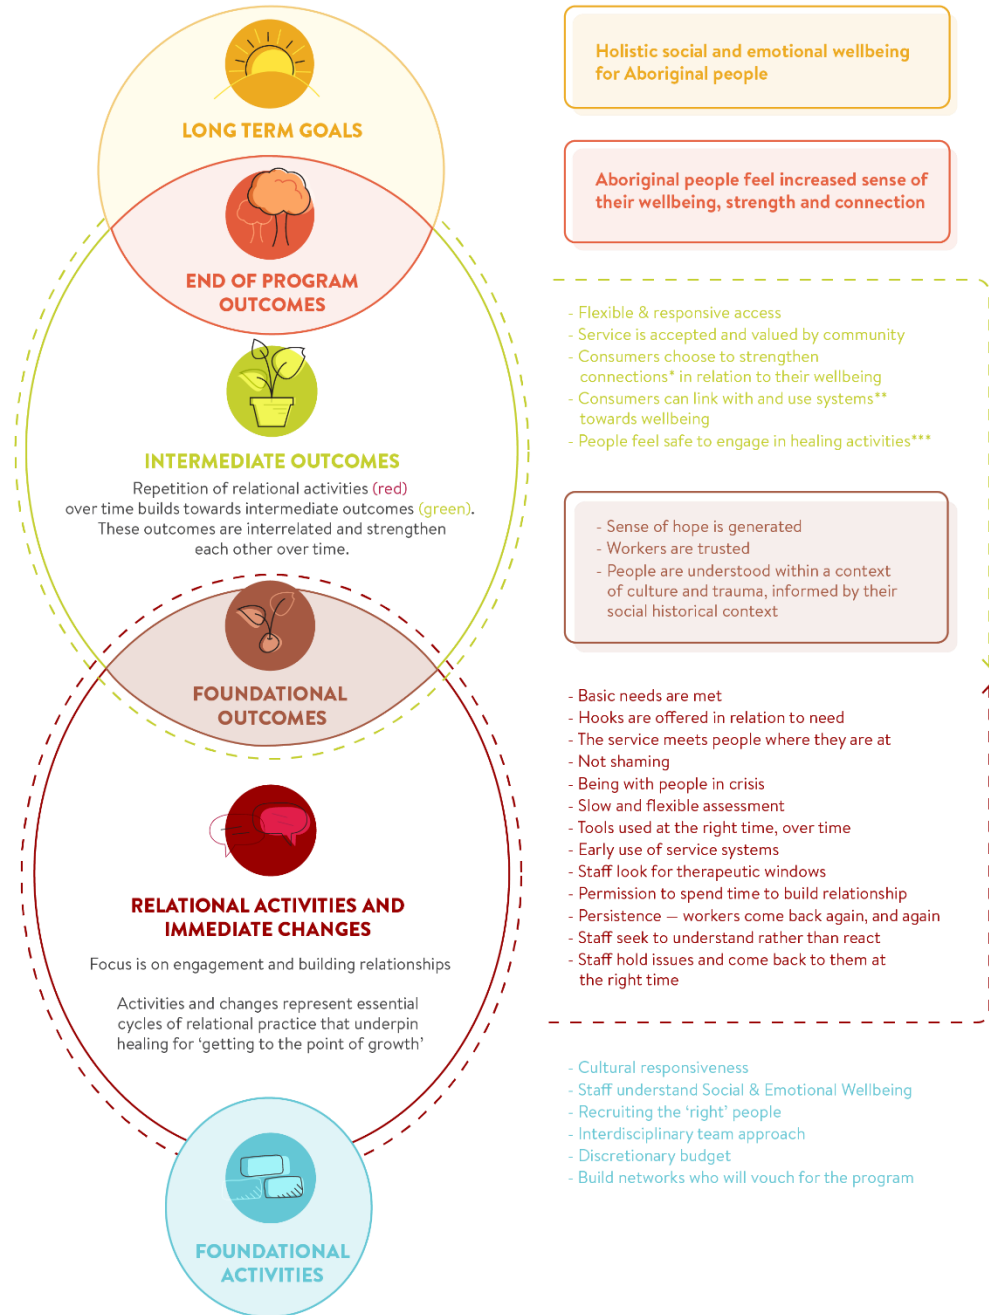 LONG TERM GOALS
Holistic social and emotional wellbeing
for Aboriginal people
END OF PROGRAM
OUTCOMES
Aboriginal people feel increased sense of
their wellbeing, strength and connection
INTERMEDIATE OUTCOMES
Repetition of relational activities (red)
over time builds towards intermediate outcomes (green).
These outcomes are interrelated and strengthen
each other over time.
- Flexible & responsive access
- Service is accepted and valued by community
- Consumers choose to strengthen
connections* in relation to their wellbeing
- Consumers can link with and use systems**
towards wellbeing
- People feel safe to engage in healing activities***
FOUNDATIONAL
OUTCOMES
- Sense of hope is generated
- Workers are trusted
- People are understood within a context
of culture and trauma, informed by their
social historical context
RELATIONAL ACTIVITIES AND
IMMEDIATE CHANGES
Focus is on engagement and building relationships
Activities and changes represent essential
cycles of relational practice that underpin
healing for ‘getting to the point of growth’
- Basic needs are met
- Hooks are offered in relation to need
- The service meets people where they are at
- Not shaming
- Being with people in crisis
- Slow and flexible assessment
- Tools used at the right time, over time
- Early use of service systems
- Staff look for therapeutic windows
- Permission to spend time to build relationship
- Persistence — workers come back again, and again
- Staff seek to understand rather than react
- Staff hold issues and come back to them at
the right time
FOUNDATIONAL
ACTIVITIES
- Cultural responsiveness
- Staff understand Social & Emotional Wellbeing
- Recruiting the ‘right’ people
- Interdisciplinary team approach
- Discretionary budget
- Build networks who will vouch for the program